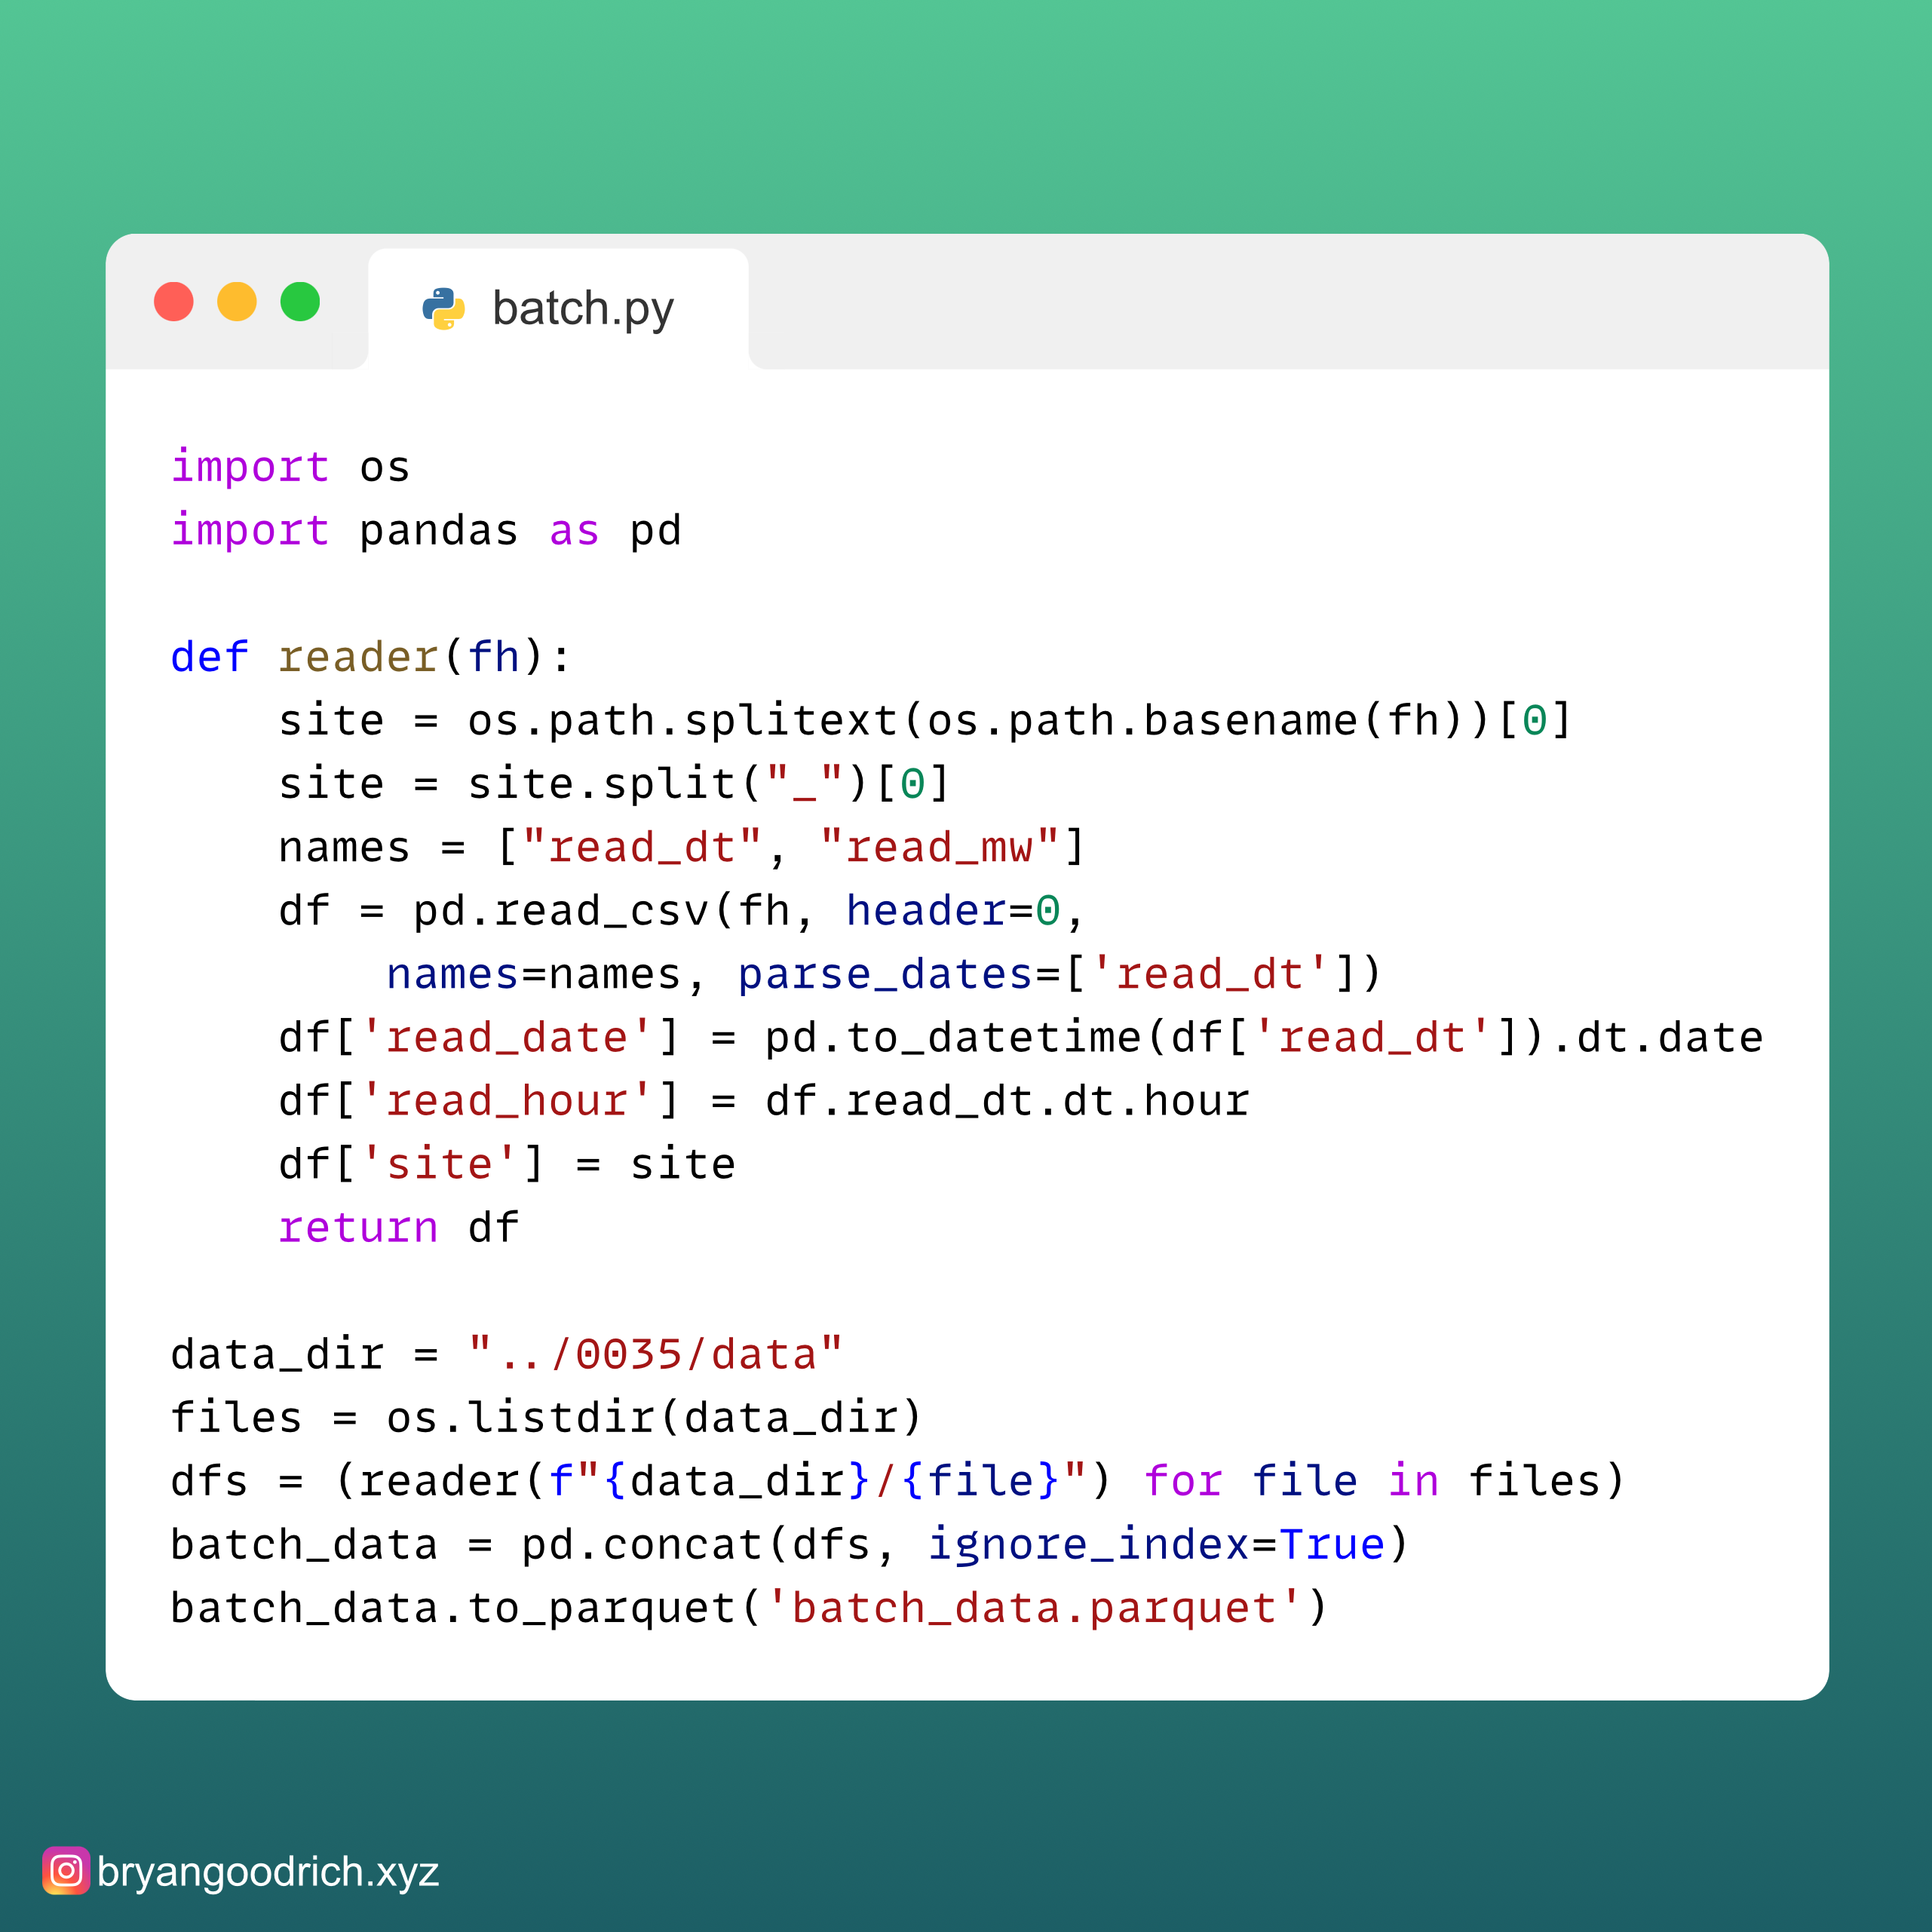 batch.py
import os
import pandas as pd
def reader(fh):
    site = os.path.splitext(os.path.basename(fh))[0]
    site = site.split("_")[0]
    names = ["read_dt", "read_mw"]
    df = pd.read_csv(fh, header=0,
        names=names, parse_dates=['read_dt'])
    df['read_date'] = pd.to_datetime(df['read_dt']).dt.date
    df['read_hour'] = df.read_dt.dt.hour
    df['site'] = site
    return df
data_dir = "../0035/data"
files = os.listdir(data_dir)
dfs = (reader(f"{data_dir}/{file}") for file in files)
batch_data = pd.concat(dfs, ignore_index=True)
batch_data.to_parquet('batch_data.parquet')
bryangoodrich.xyz